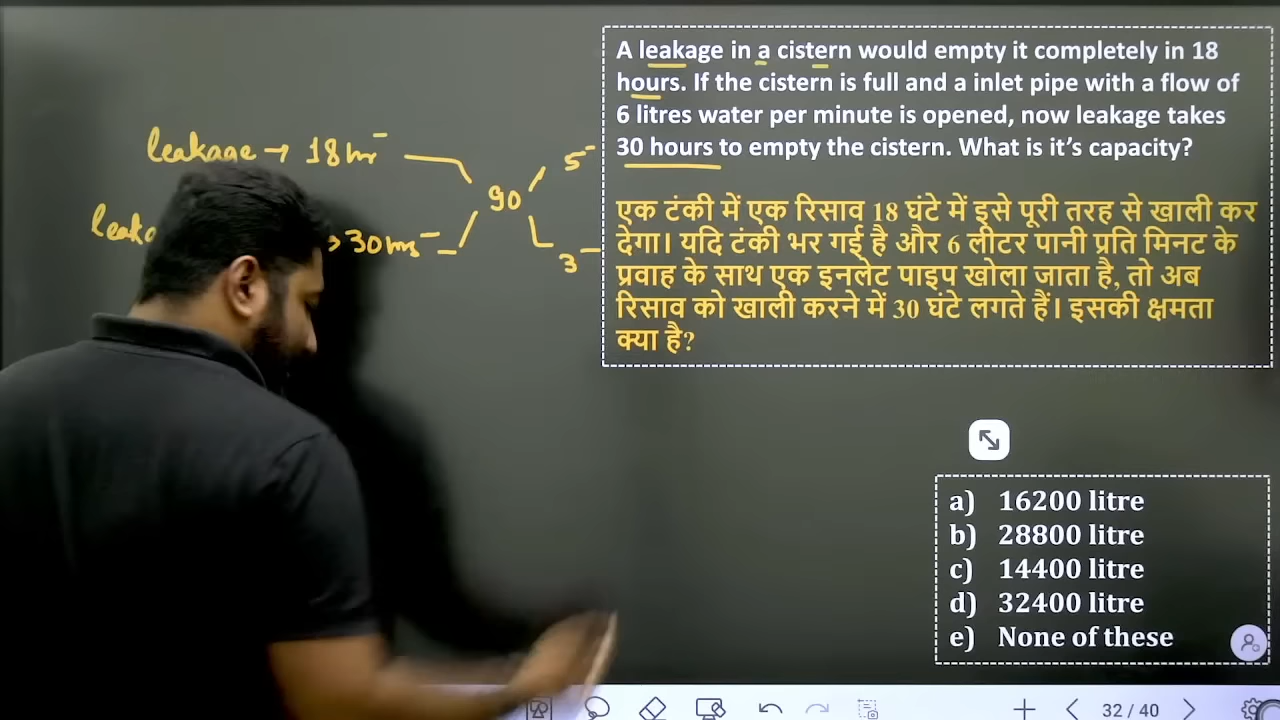 A leakage in a cistern would empty it completely in 18
hours. If the cistern is full and a inlet pipe with a flow of
6 litres water per minute is opened, now leakage takes
30 hours to empty the cistern. What is it’s capacity?
एक टंकी में एक रिसाव 18 घंटे में इसे पूरी तरह से खाली कर
देगा। यदि टंकी भर गई है और 6 लीटर पानी प्रति मिनट के
प्रवाह के साथ एक इनलेट पाइप खोला जाता है, तो अब
रिसाव को खाली करने में 30 घंटे लगते हैं। इसकी क्षमता
क्या है?
leakage → 18 hr -
90
5 -
30 hrs -
3 -
a) 16200 litre
b) 28800 litre
c) 14400 litre
d) 32400 litre
e) None of these
32 / 40